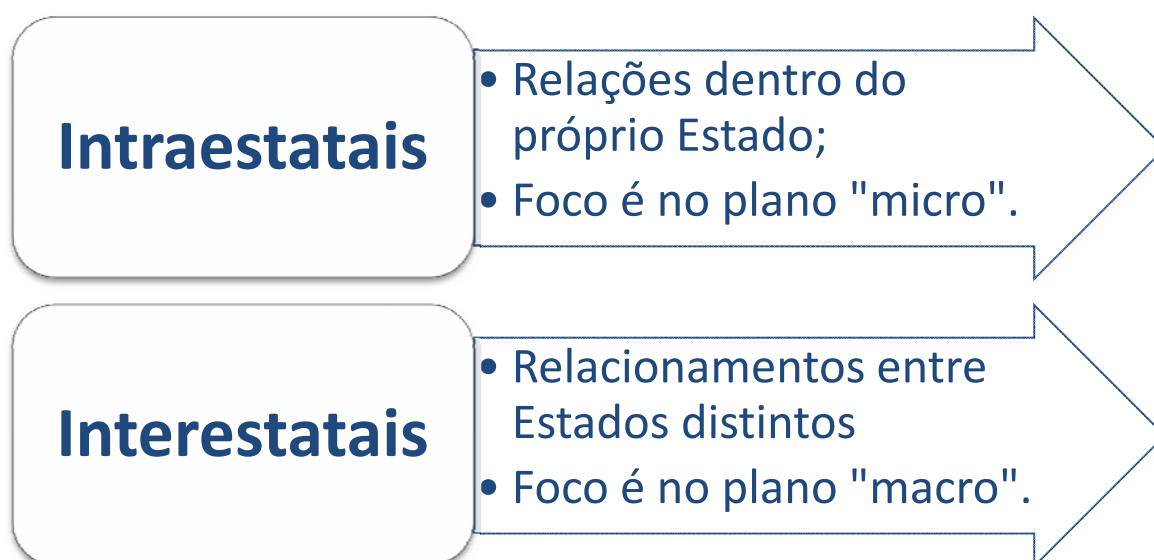 Intraestatais
• Relações dentro do
próprio Estado;
• Foco é no plano "micro".
Interestatais
• Relacionamentos entre
Estados distintos
• Foco é no plano "macro".